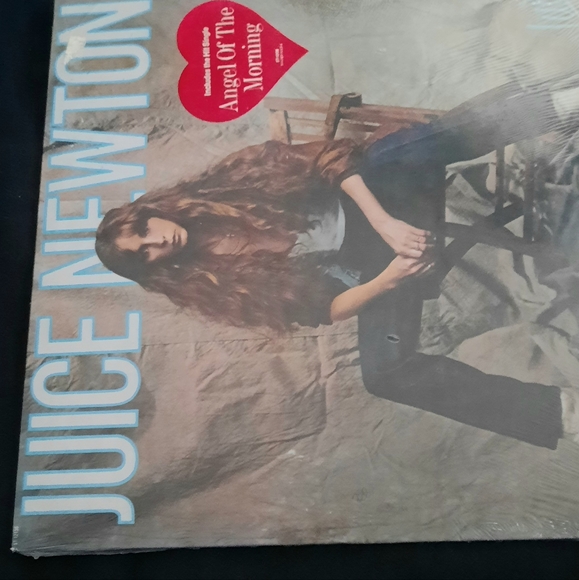 JUICE NEWTON
Includes the Hit Single
Angel Of The
Morning